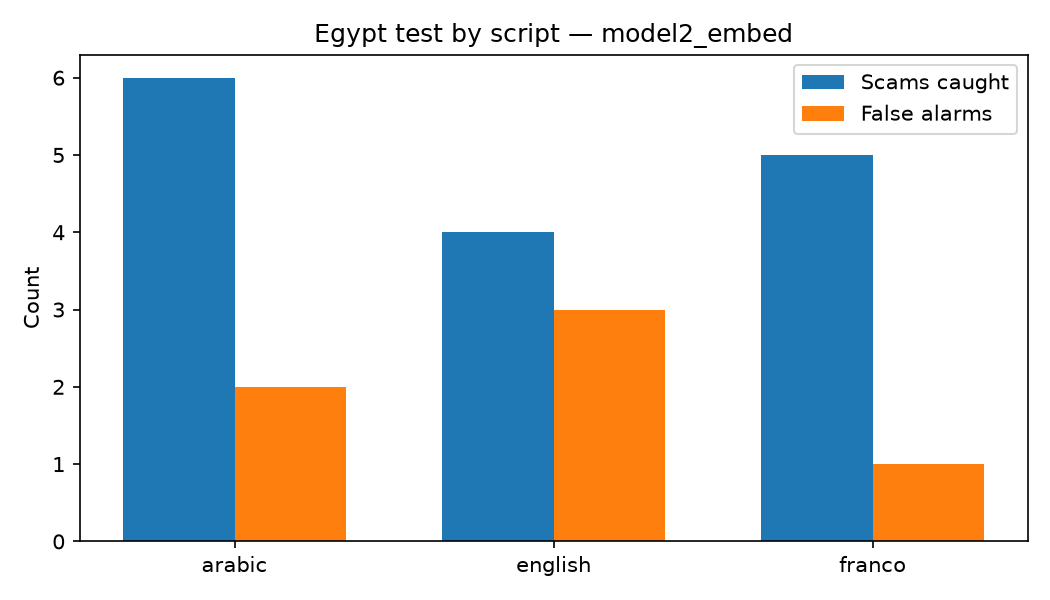 Egypt test by script — model2_embed
Scams caught
False alarms
Count
6
5
4
3
2
1
0
arabic
english
franco